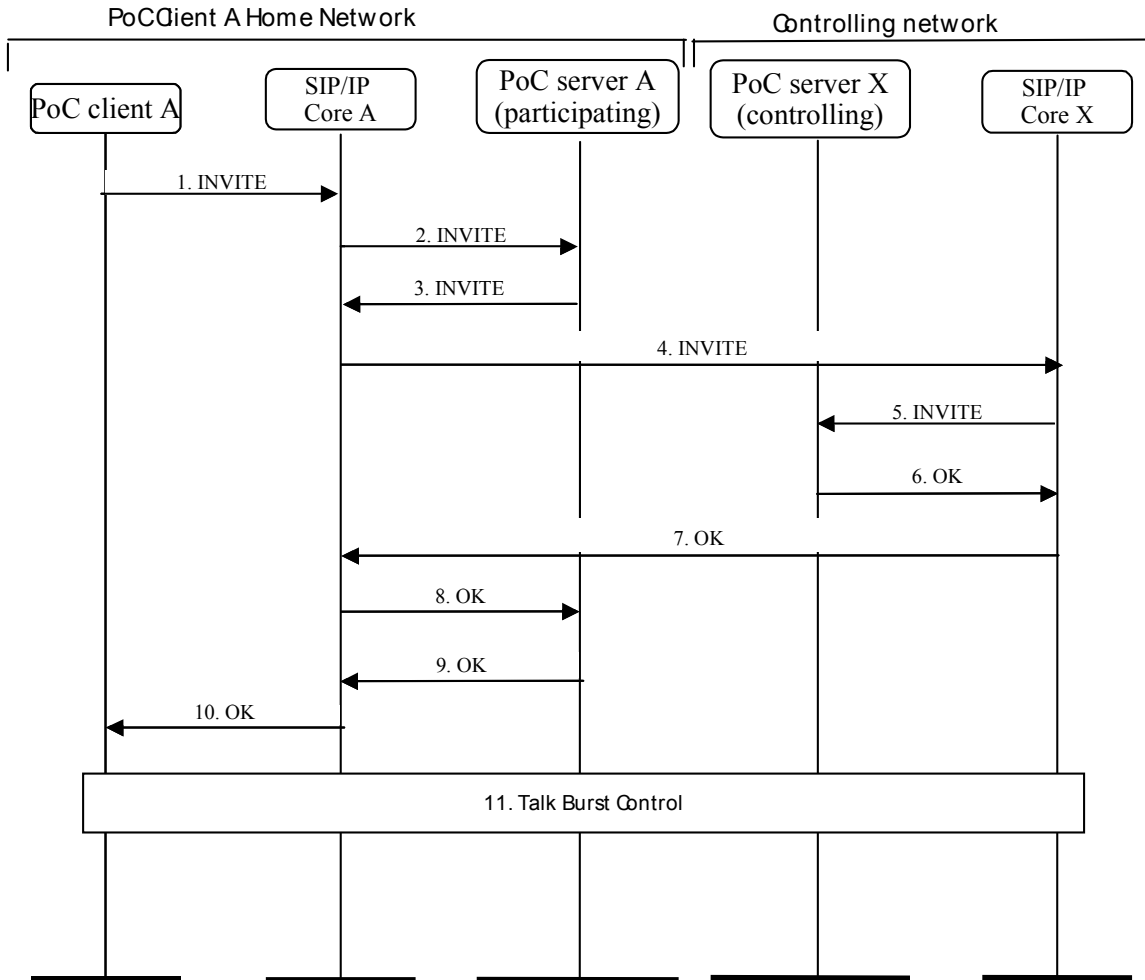 PoCClient A Home Network
Controlling network
PoC client A
SIP/IP
Core A
PoC server A
(participating)
PoC server X
(controlling)
SIP/IP
Core X
1. INVITE
2. INVITE
3. INVITE
4. INVITE
5. INVITE
6. OK
7. OK
8. OK
9. OK
10. OK
11. Talk Burst Control